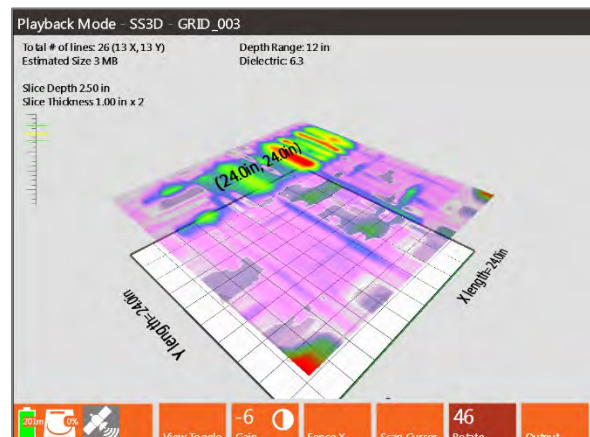 Playback Mode - SS3D - GRID_003
Total # of lines: 26 (13 X, 13 Y)
Depth Range: 12 in
Estimated Size 3 MB
Dielectric: 6.3
Slice Depth 2.50 in
Slice Thickness 1.00 in x 2
(24.0in, 24.0in)
X length=24.0in
Y length=24.0in
201m
0%
-6
46
View Toggle
Gain
Fence X
Scan Cursor
Rotate
Output